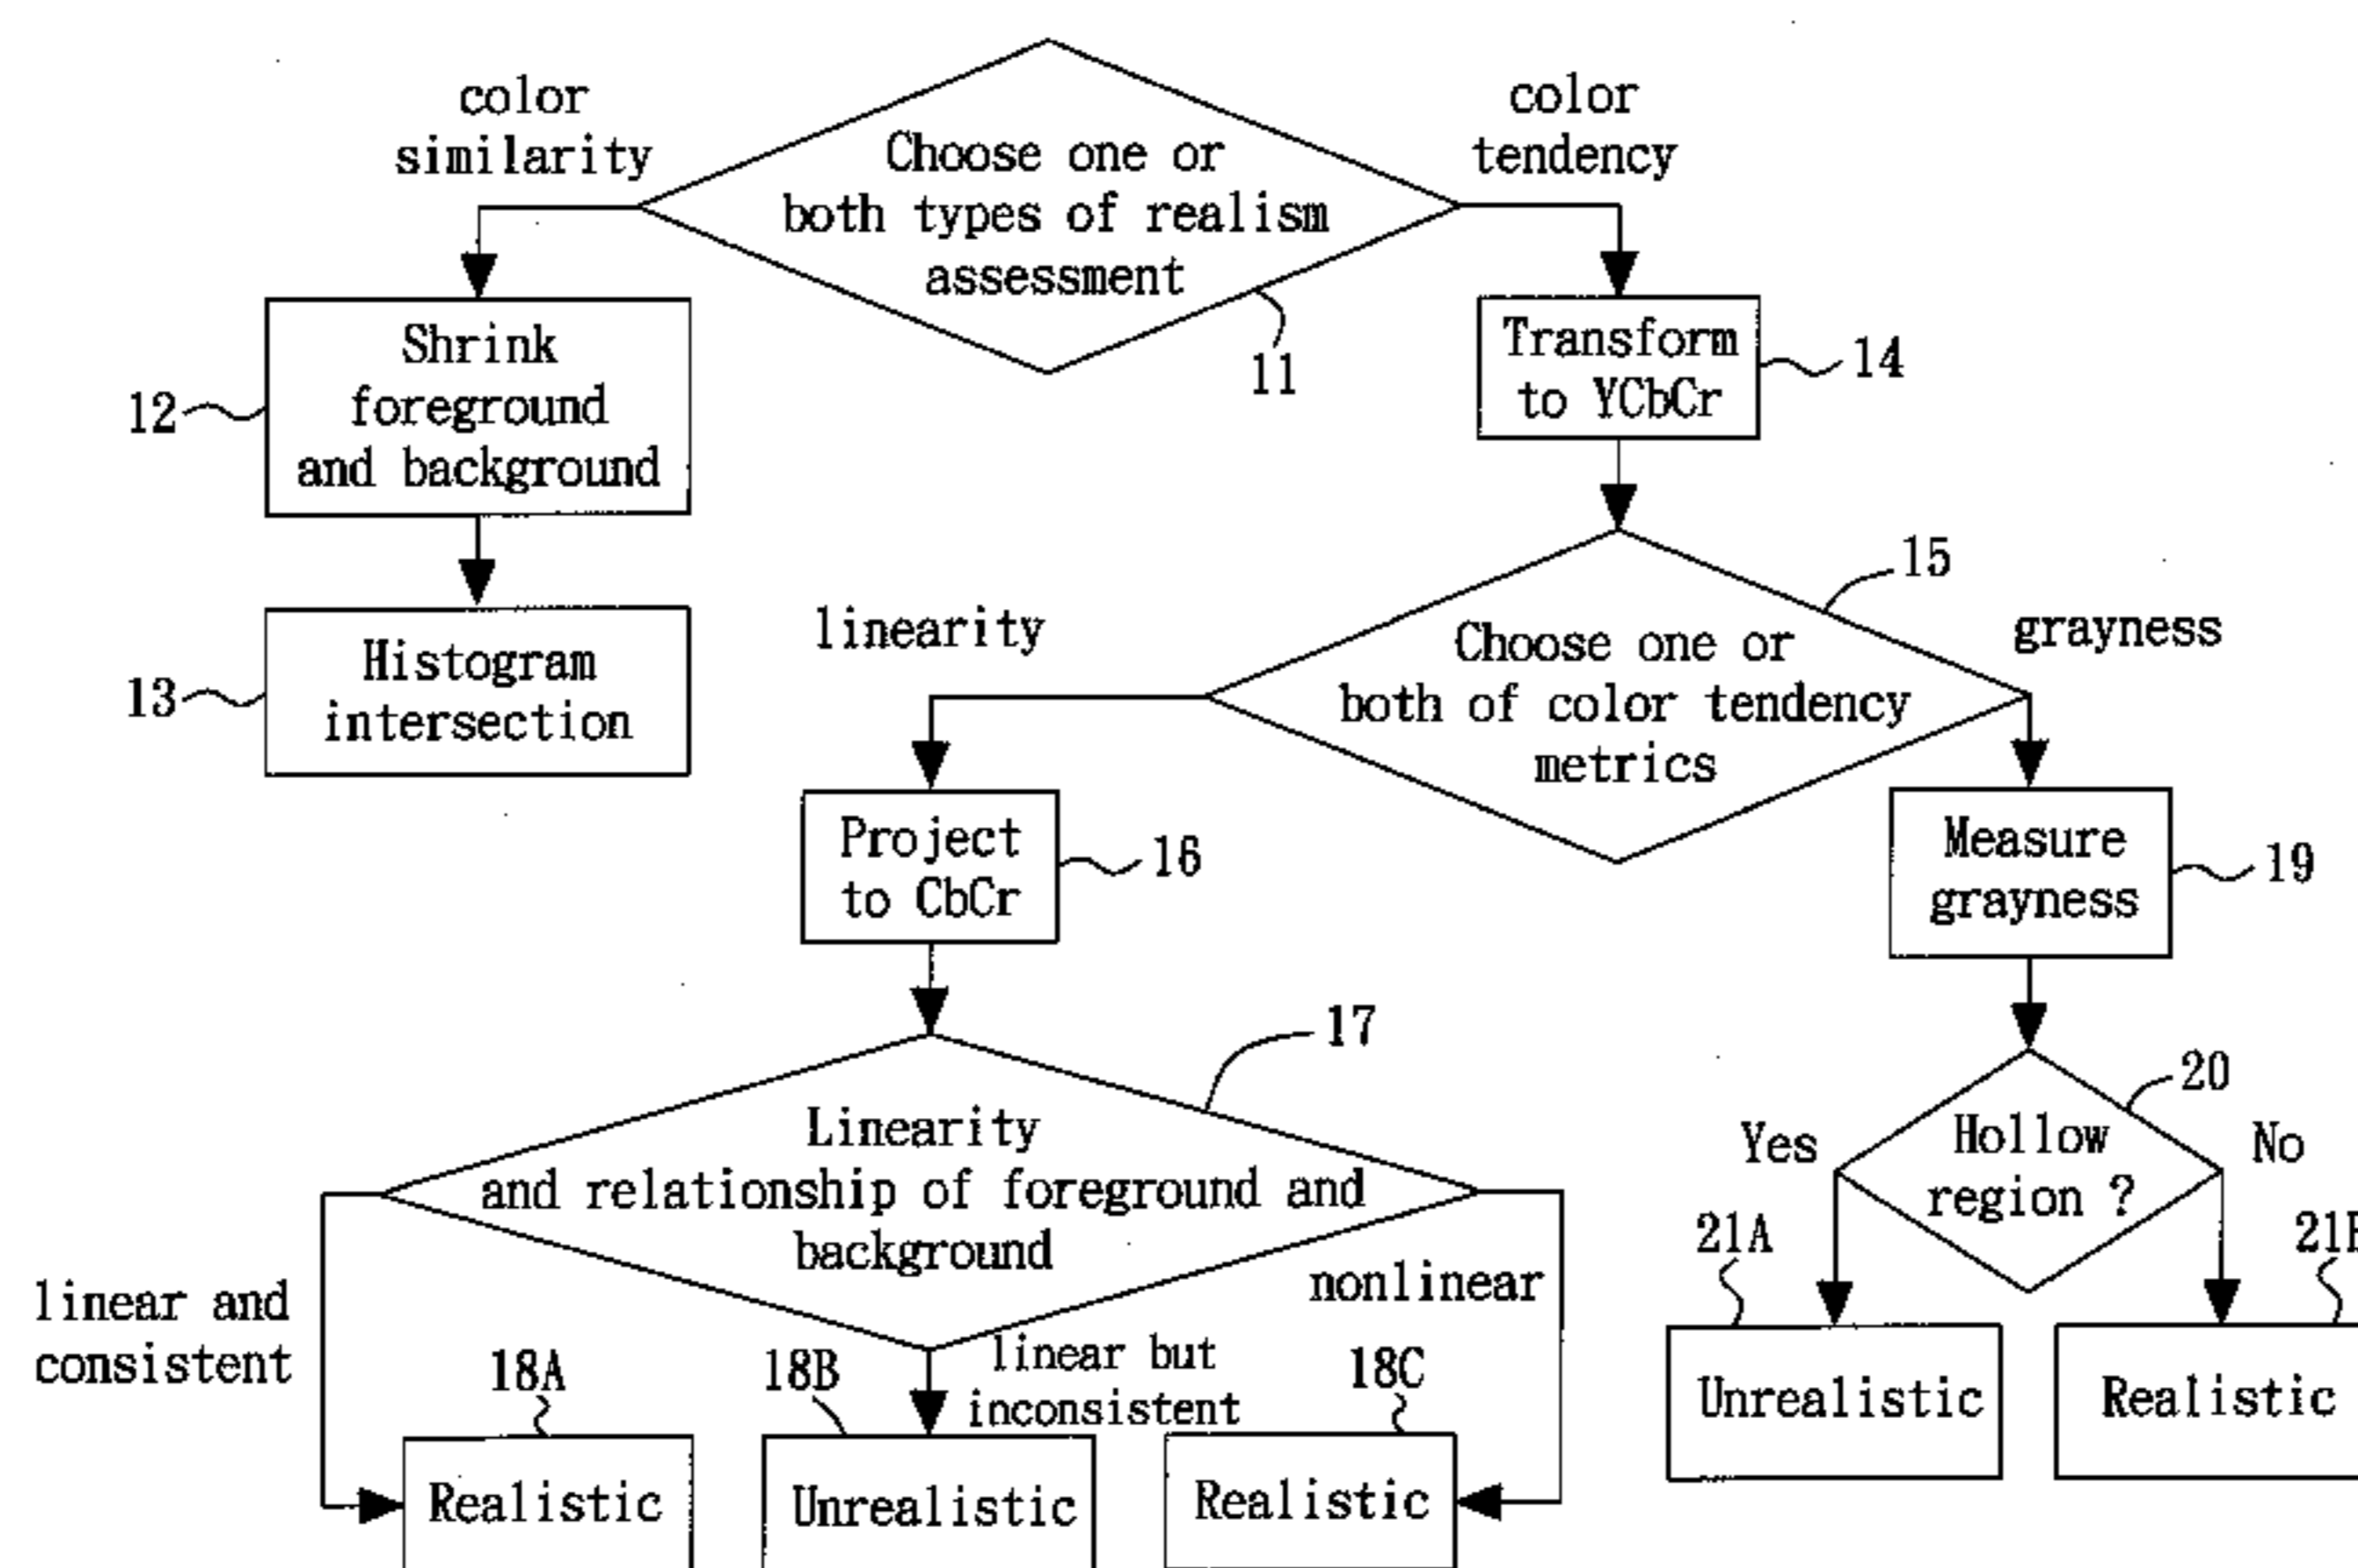 color
similarity
Choose one or
both types of realism
assessment
11
color
tendency
Shrink
foreground
and background
12
Histogram
intersection
13
Transform
to YCbCr
14
15
Choose one or
both of color tendency
metrics
linearity
grayness
Project
to CbCr
16
Measure
grayness
19
17
Linearity
and relationship of foreground and
background
20
Hollow
region ?
Yes
No
linear and
consistent
linear but
inconsistent
nonlinear
18A
Realistic
18B
Unrealistic
18C
Realistic
21A
Unrealistic
Realistic